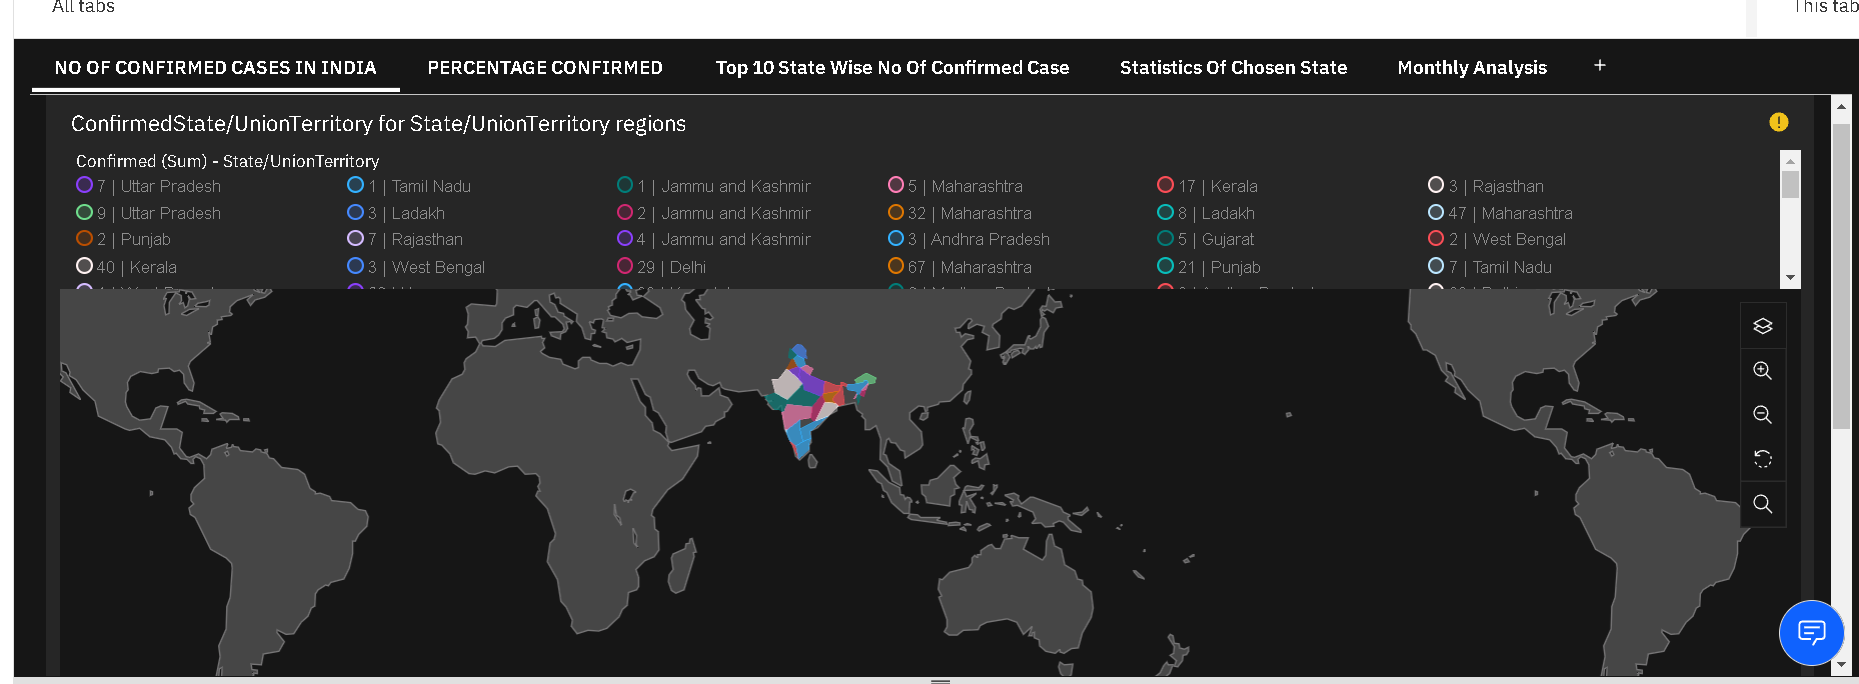 All tabs
This tab
NO OF CONFIRMED CASES IN INDIA PERCENTAGE CONFIRMED Top 10 State Wise No Of Confirmed Case Statistics Of Chosen State Monthly Analysis +
ConfirmedState/UnionTerritory for State/UnionTerritory regions
Confirmed (Sum) - State/UnionTerritory
7 | Uttar Pradesh 1 | Tamil Nadu 1 | Jammu and Kashmir 5 | Maharashtra 17 | Kerala 3 | Rajasthan
9 | Uttar Pradesh 3 | Ladakh 2 | Jammu and Kashmir 32 | Maharashtra 8 | Ladakh 47 | Maharashtra
2 | Punjab 7 | Rajasthan 4 | Jammu and Kashmir 3 | Andhra Pradesh 5 | Gujarat 2 | West Bengal
40 | Kerala 3 | West Bengal 29 | Delhi 67 | Maharashtra 21 | Punjab 7 | Tamil Nadu